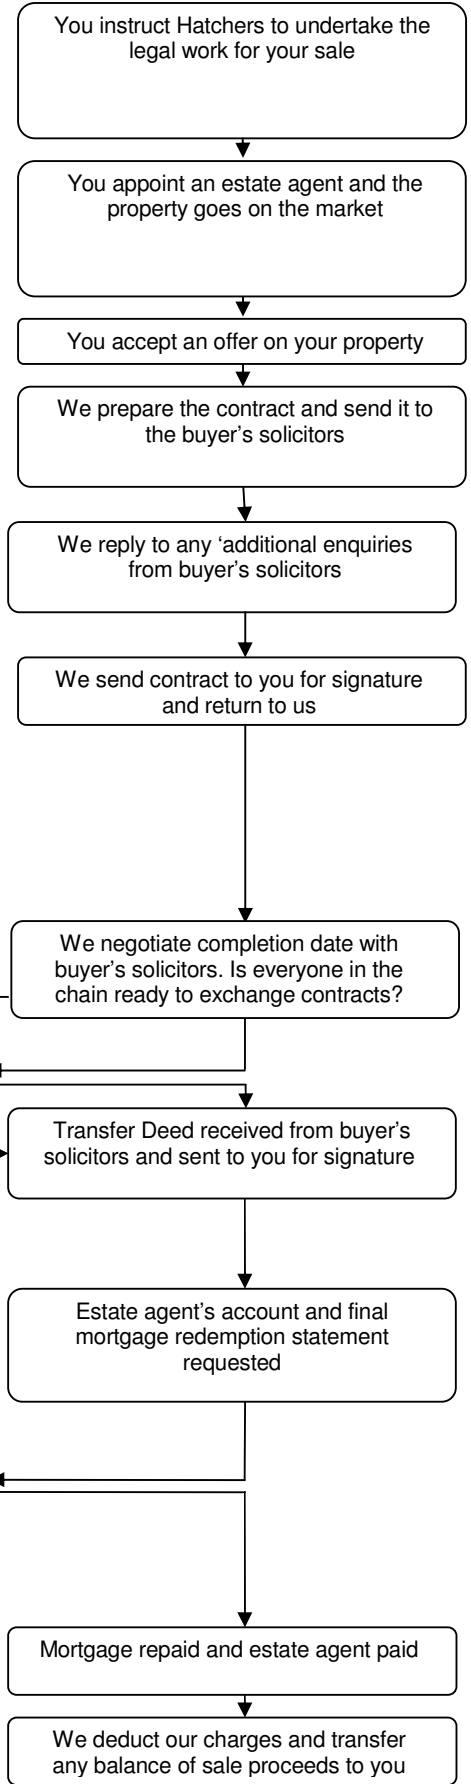 You instruct Hatchers to undertake the
legal work for your sale
You appoint an estate agent and the
property goes on the market
You accept an offer on your property
We prepare the contract and send it to
the buyer’s solicitors
We reply to any ‘additional enquiries
from buyer’s solicitors
We send contract to you for signature
and return to us
We negotiate completion date with
buyer’s solicitors. Is everyone in the
chain ready to exchange contracts?
Transfer Deed received from buyer’s
solicitors and sent to you for signature
Estate agent’s account and final
mortgage redemption statement
requested
Mortgage repaid and estate agent paid
We deduct our charges and transfer
any balance of sale proceeds to you